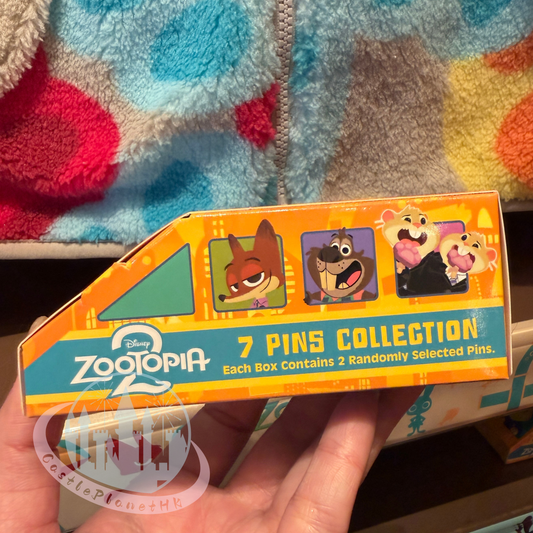 Disney
ZOOTOPIA
2
7 PINS COLLECTION
Each Box Contains 2 Randomly Selected Pins.
CastlePlanetHK